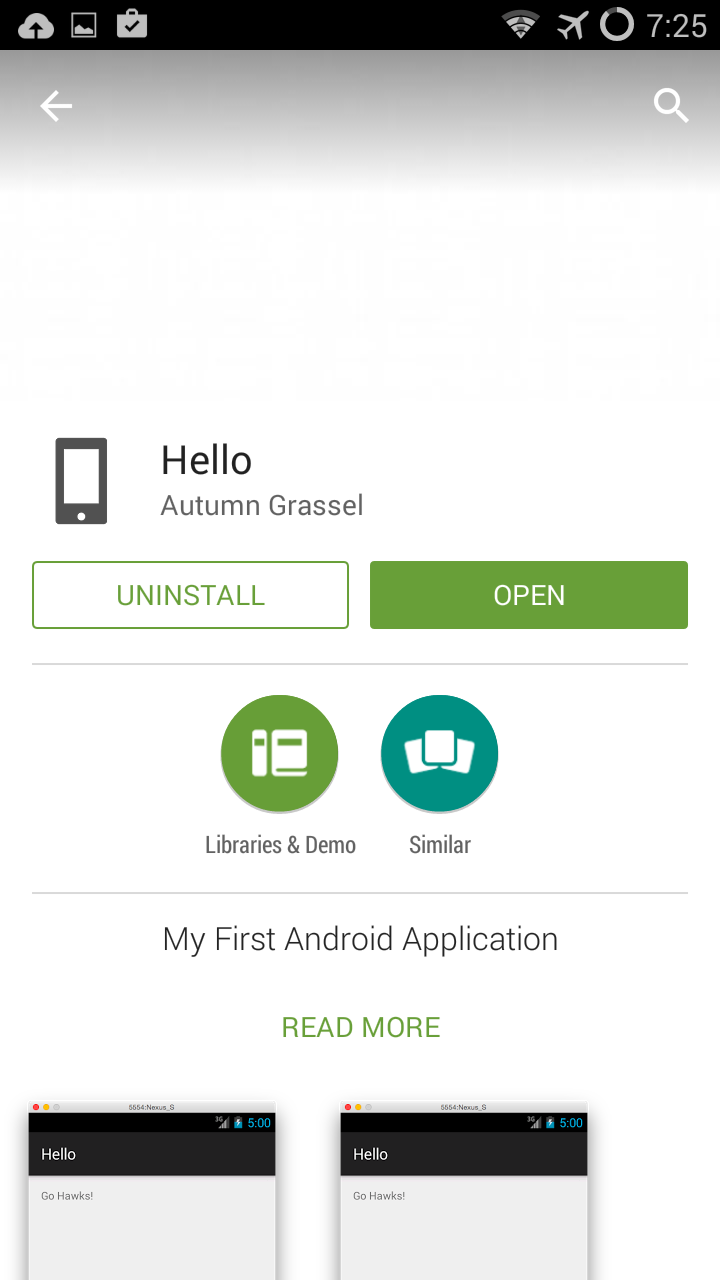 7:25
Hello
Autumn Grassel
UNINSTALL
OPEN
Libraries & Demo
Similar
My First Android Application
READ MORE
5554:Nexus_S
3G 5:00
Hello
Go Hawks!
5554:Nexus_S
3G 5:00
Hello
Go Hawks!